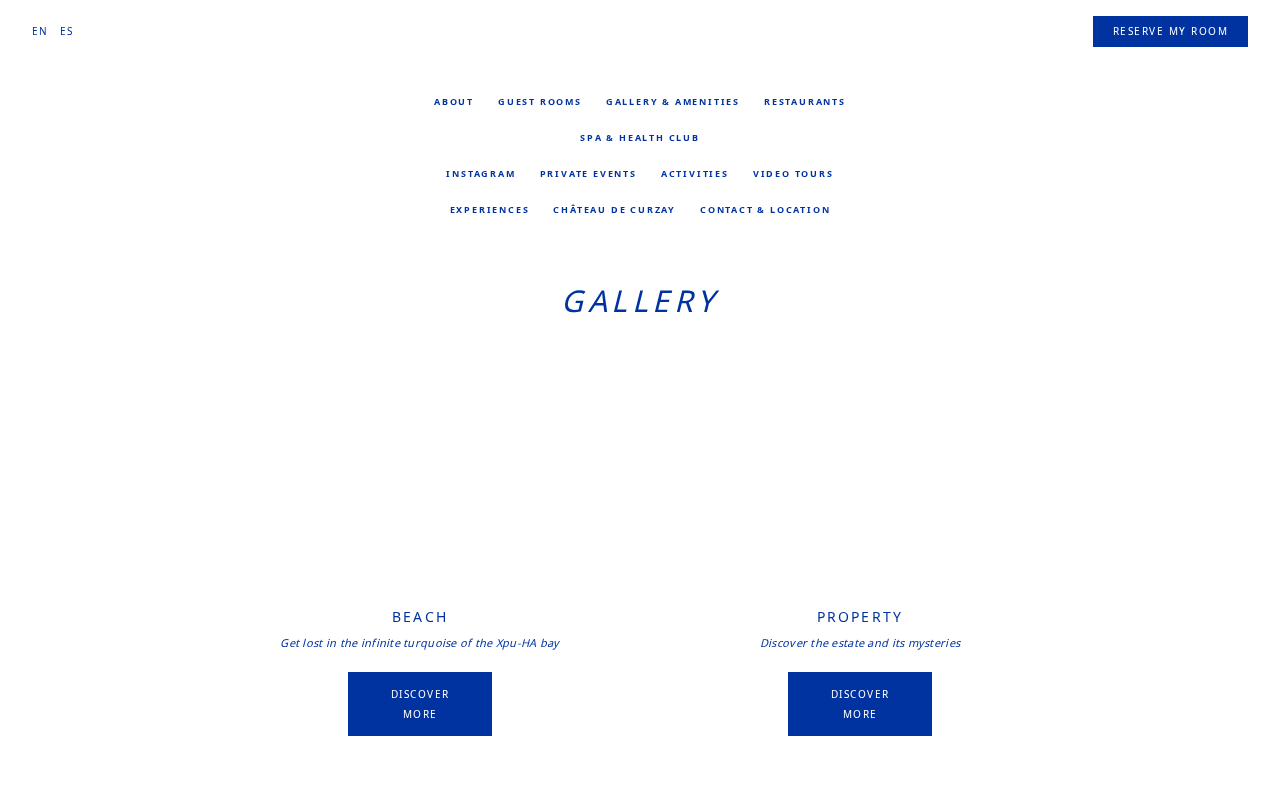 EN ES
RESERVE MY ROOM
ABOUT GUEST ROOMS GALLERY & AMENITIES RESTAURANTS
SPA & HEALTH CLUB
INSTAGRAM PRIVATE EVENTS ACTIVITIES VIDEO TOURS
EXPERIENCES CHÂTEAU DE CURZAY CONTACT & LOCATION
GALLERY
BEACH
Get lost in the infinite turquoise of the Xpu-HA bay
DISCOVER
MORE
PROPERTY
Discover the estate and its mysteries
DISCOVER
MORE